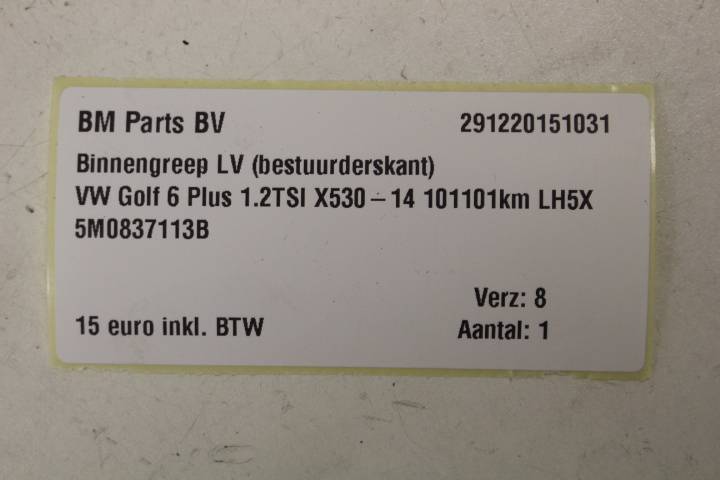 BM Parts BV 291220151031
Binnengreep LV (bestuurderskant)
VW Golf 6 Plus 1.2TSI X530 – 14 101101km LH5X
5M0837113B
Verz: 8
15 euro inkl. BTW Aantal: 1